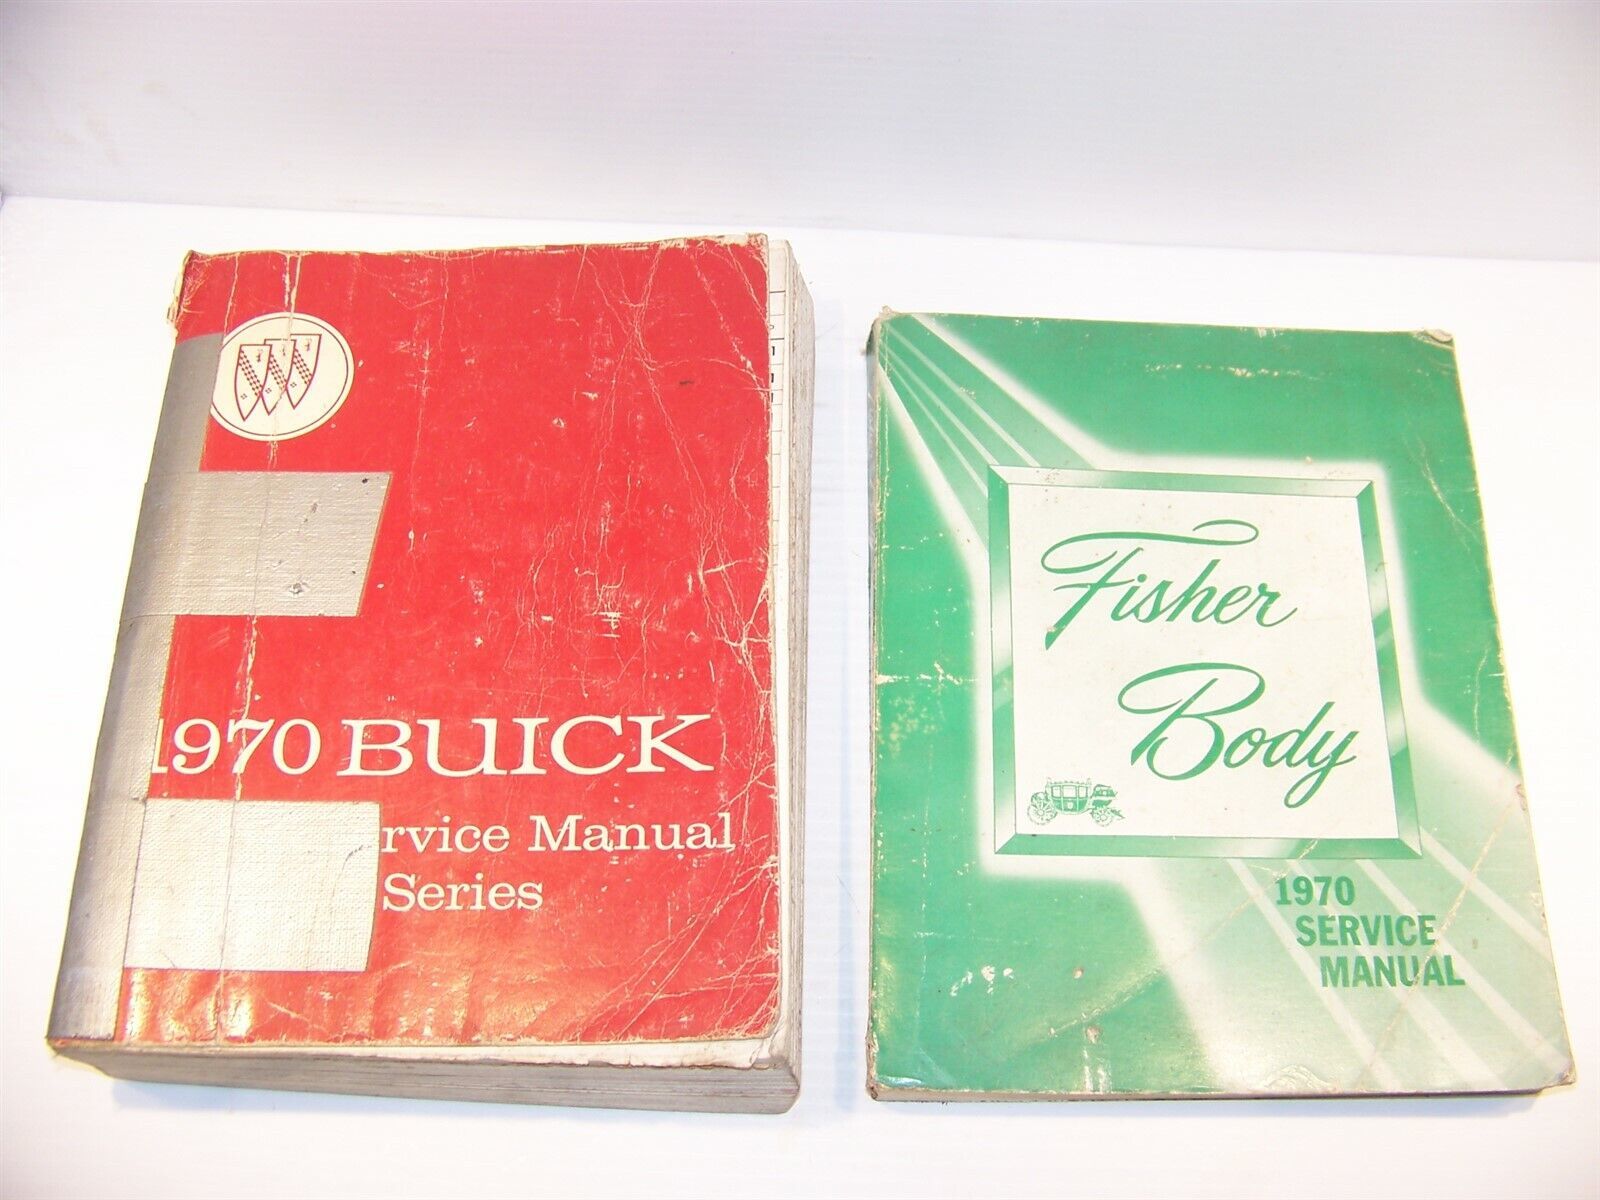 1970 BUICK
rvice Manual
Series
Fisher
Body
1970
SERVICE
MANUAL